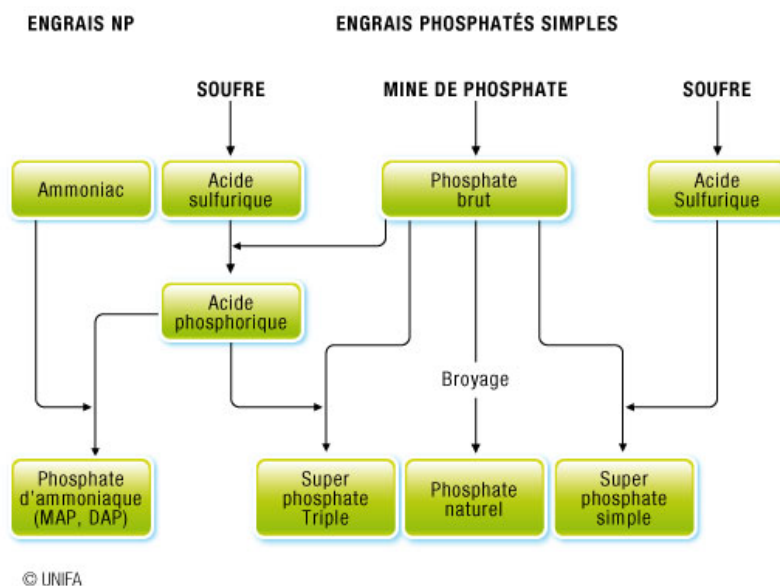 ENGRAIS NP
ENGRAIS PHOSPHATÉS SIMPLES
SOUFRE
MINE DE PHOSPHATE
SOUFRE
Ammoniac
Acide
sulfurique
Phosphate
brut
Acide
Sulfurique
Acide
phosphorique
Broyage
Phosphate
d'ammoniaque
(MAP, DAP)
Super
phosphate
Triple
Phosphate
naturel
Super
phosphate
simple
© UNIFA